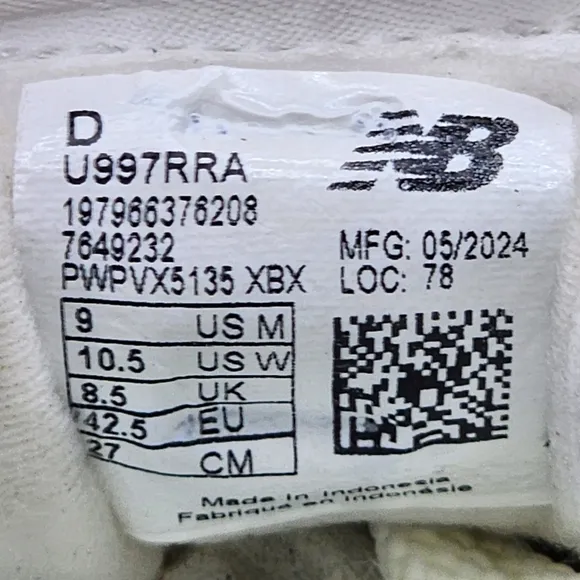 D
U997RRA
NB
197966376208
7649232
MFG: 05/2024
PWPVX5135 XBX
LOC: 78
9 US M
10.5 US W
8.5 UK
42.5 EU
27 CM
Made in Indonesia
Fabriqué en Indonésie